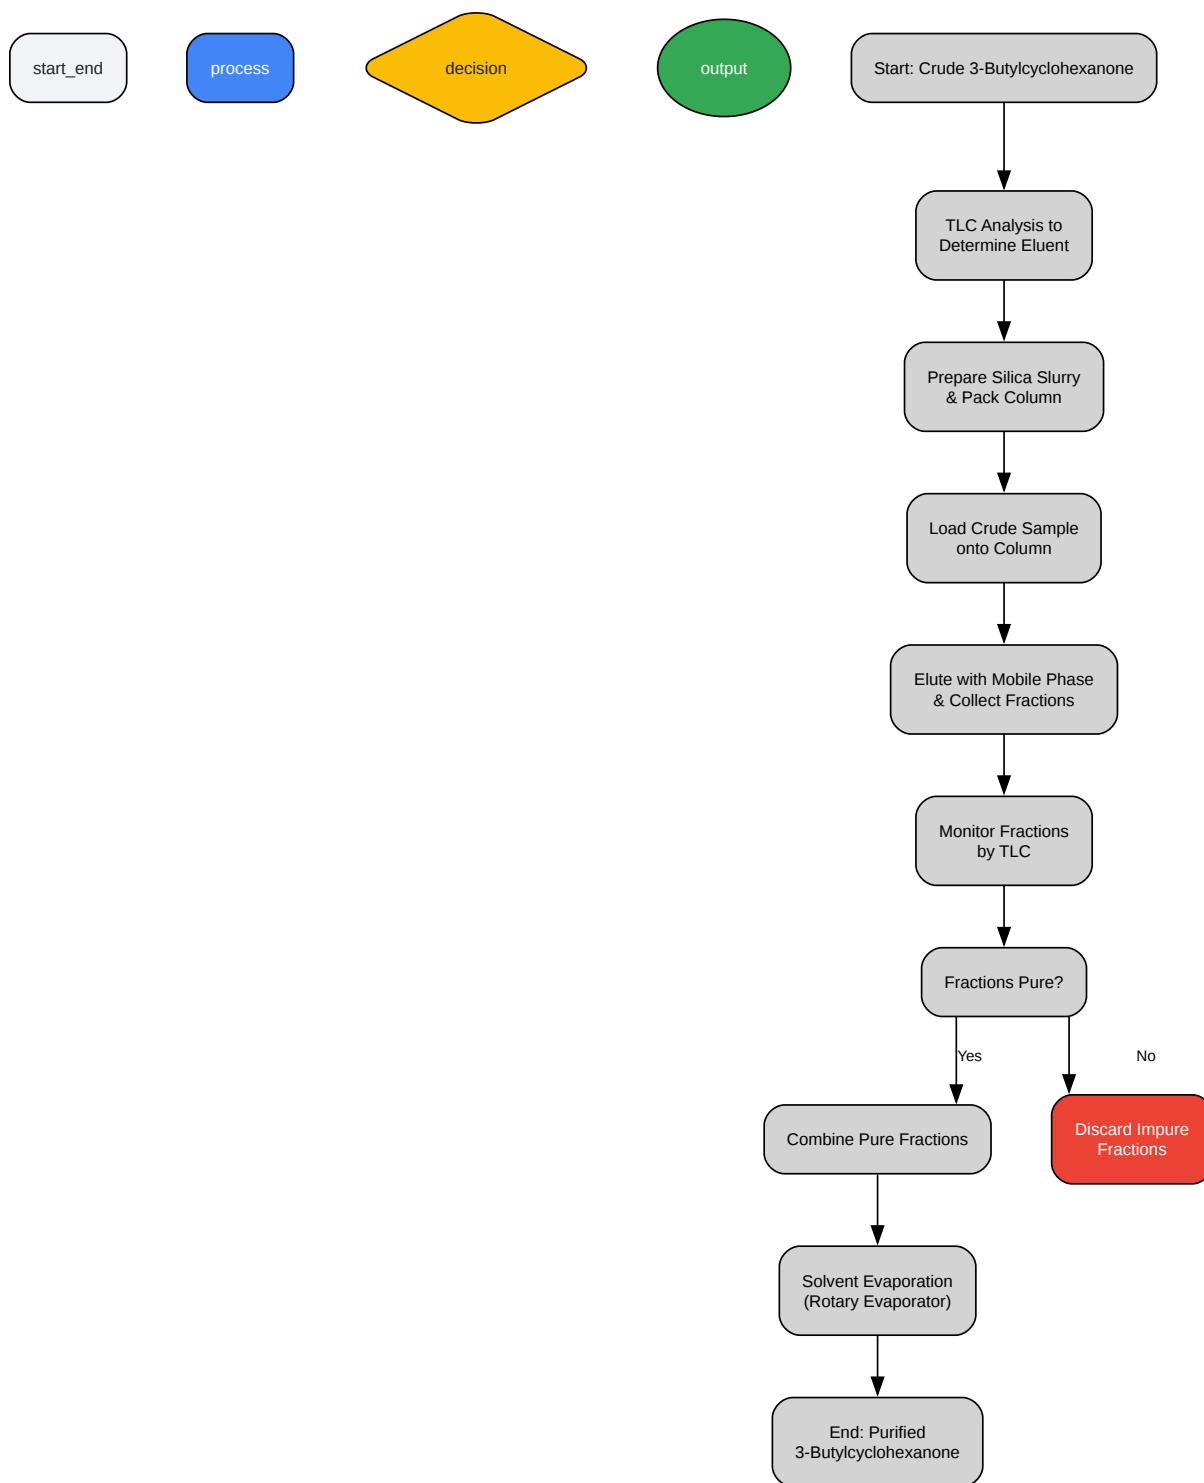 start_end
process
decision
output
Start: Crude 3-Butylcyclohexanone
TLC Analysis to
Determine Eluent
Prepare Silica Slurry
& Pack Column
Load Crude Sample
onto Column
Elute with Mobile Phase
& Collect Fractions
Monitor Fractions
by TLC
Fractions Pure?
Yes
No
Combine Pure Fractions
Discard Impure
Fractions
Solvent Evaporation
(Rotary Evaporator)
End: Purified
3-Butylcyclohexanone